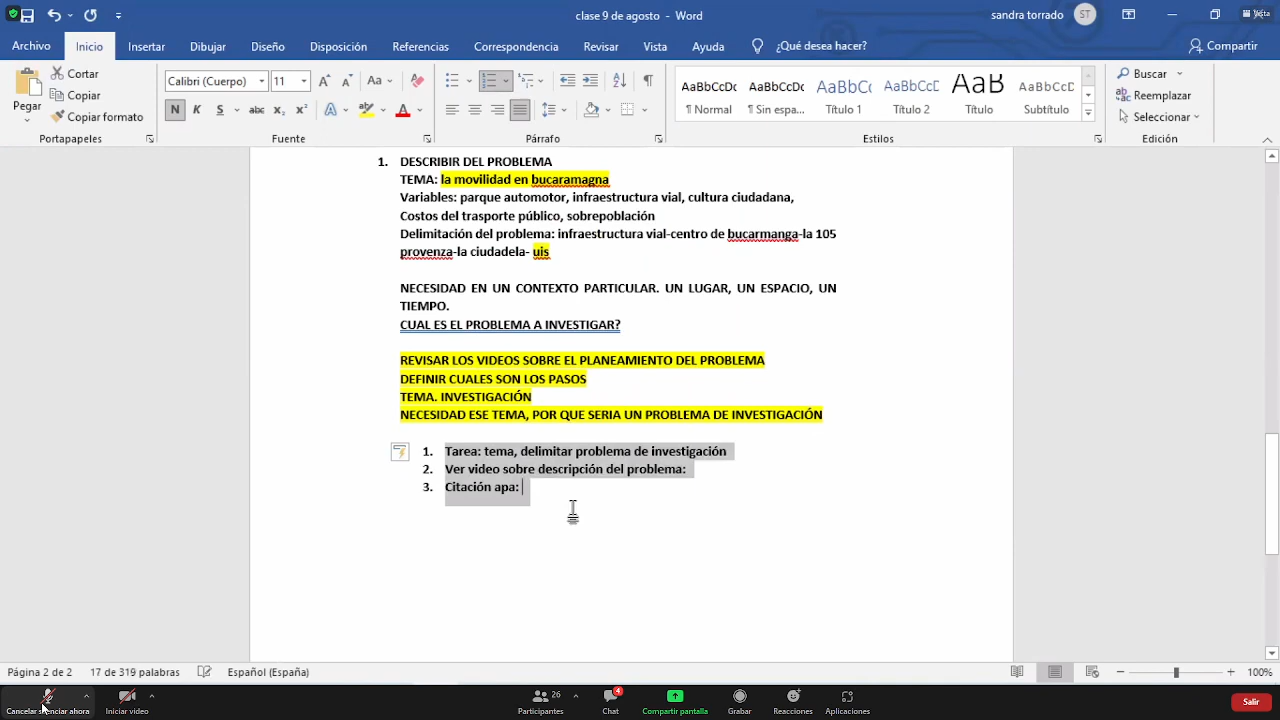 clase 9 de agosto - Word
sandra torrado ST
Archivo Inicio Insertar Dibujar Diseño Disposición Referencias Correspondencia Revisar Vista Ayuda ¿Qué desea hacer? Compartir
Pegar
Cortar
Copiar
Copiar formato
Portapapeles
Calibri (Cuerpo) 11
Fuente
Párrafo
AaBbCcDc AaBbCcDc AaBbC AaBbCcD AaB AaBbCcD
¶ Normal ¶ Sin espa... Título 1 Título 2 Título Subtítulo
Estilos
Buscar
Reemplazar
Seleccionar
Edición
1. DESCRIBIR DEL PROBLEMA
TEMA: la movilidad en bucaramagna
Variables: parque automotor, infraestructura vial, cultura ciudadana,
Costos del trasporte público, sobrepoblación
Delimitación del problema: infraestructura vial-centro de bucarmanga-la 105
provenza-la ciudadela- uis
NECESIDAD EN UN CONTEXTO PARTICULAR. UN LUGAR, UN ESPACIO, UN
TIEMPO.
CUAL ES EL PROBLEMA A INVESTIGAR?
REVISAR LOS VIDEOS SOBRE EL PLANEAMIENTO DEL PROBLEMA
DEFINIR CUALES SON LOS PASOS
TEMA. INVESTIGACIÓN
NECESIDAD ESE TEMA, POR QUE SERIA UN PROBLEMA DE INVESTIGACIÓN
1. Tarea: tema, delimitar problema de investigación
2. Ver video sobre descripción del problema:
3. Citación apa:
Página 2 de 2 17 de 319 palabras Español (España) 100%
Iniciar video
26 4
Participantes Chat Compartir pantalla Grabar Reacciones Aplicaciones Salir